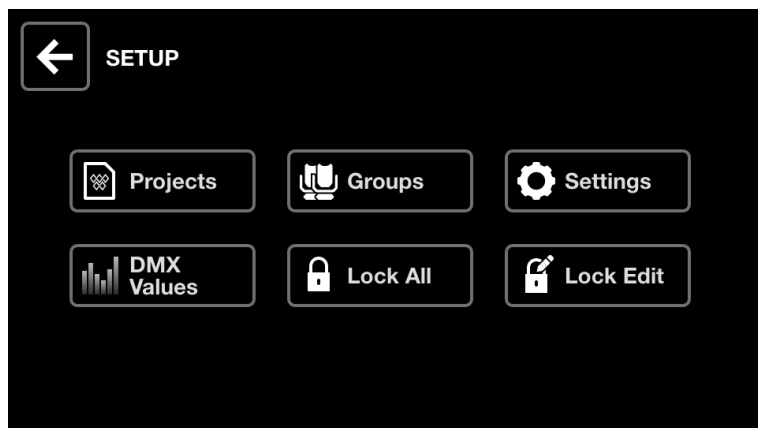 SETUP
Projects
Groups
Settings
DMX
Values
Lock All
Lock Edit